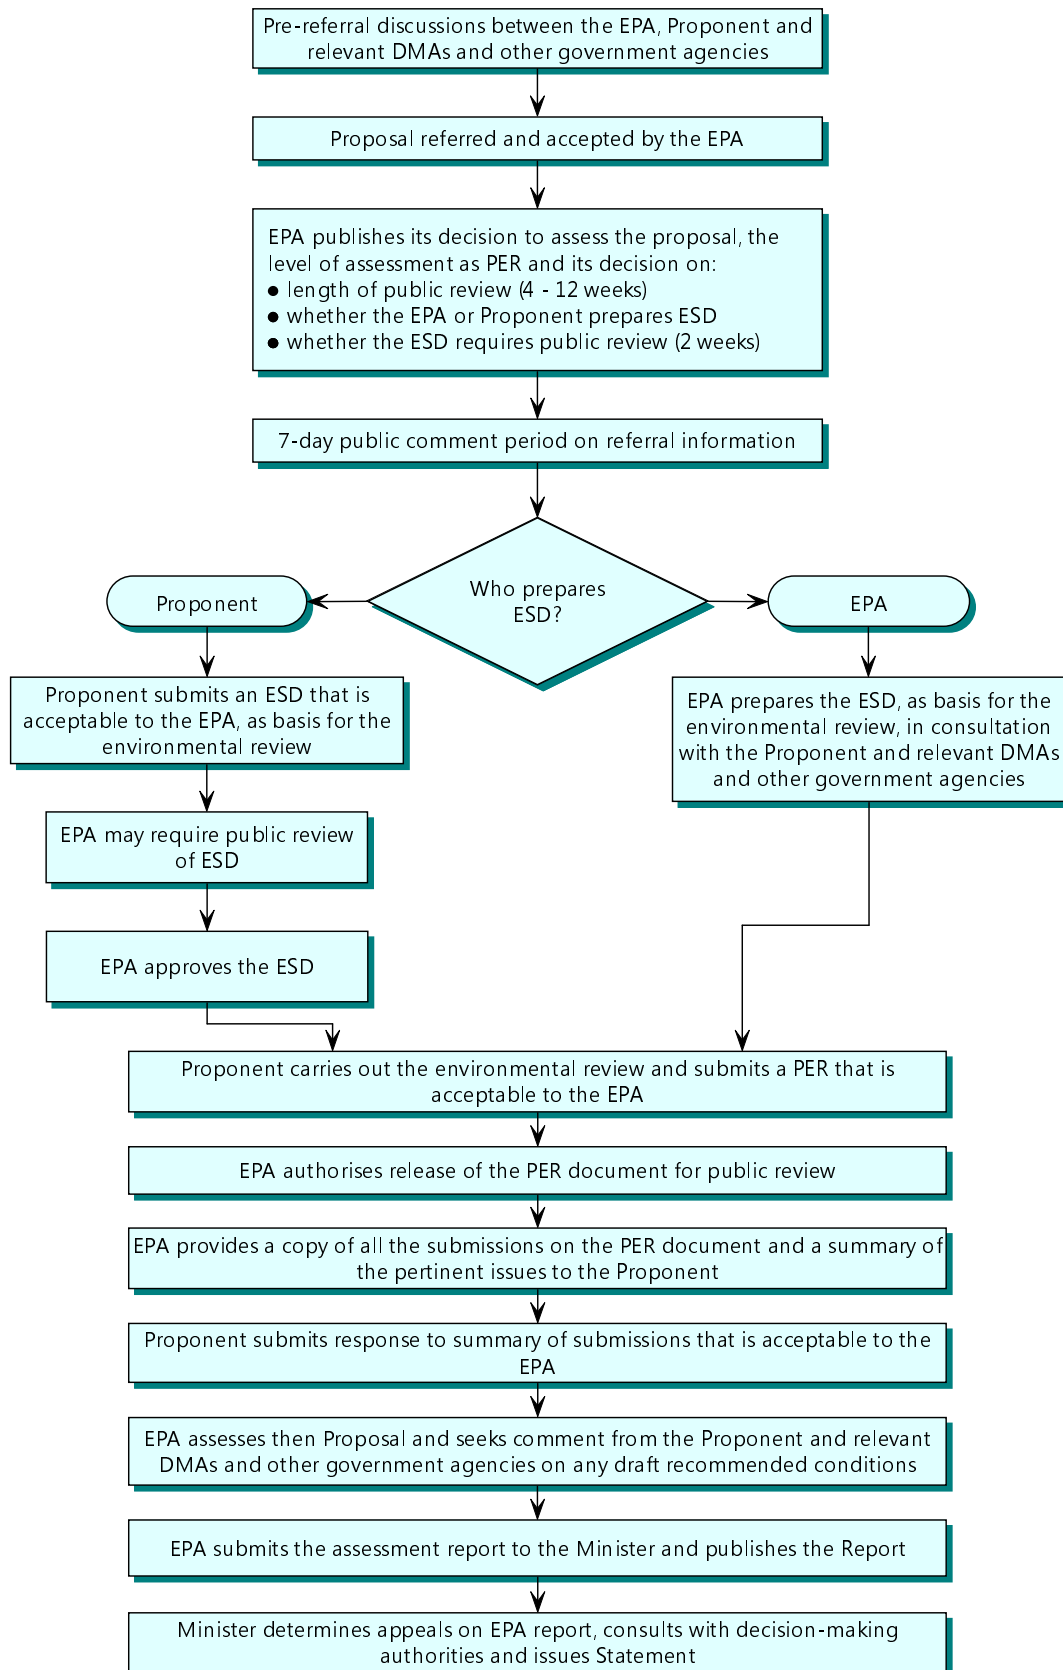 Pre-referral discussions between the EPA, Proponent and
relevant DMAs and other government agencies
Proposal referred and accepted by the EPA
EPA publishes its decision to assess the proposal, the
level of assessment as PER and its decision on:
● length of public review (4 - 12 weeks)
● whether the EPA or Proponent prepares ESD
● whether the ESD requires public review (2 weeks)
7-day public comment period on referral information
Who prepares
ESD?
Proponent
EPA
Proponent submits an ESD that is
acceptable to the EPA, as basis for the
environmental review
EPA prepares the ESD, as basis for the
environmental review, in consultation
with the Proponent and relevant DMAs
and other government agencies
EPA may require public review
of ESD
EPA approves the ESD
Proponent carries out the environmental review and submits a PER that is
acceptable to the EPA
EPA authorises release of the PER document for public review
EPA provides a copy of all the submissions on the PER document and a summary of
the pertinent issues to the Proponent
Proponent submits response to summary of submissions that is acceptable to the
EPA
EPA assesses then Proposal and seeks comment from the Proponent and relevant
DMAs and other government agencies on any draft recommended conditions
EPA submits the assessment report to the Minister and publishes the Report
Minister determines appeals on EPA report, consults with decision-making
authorities and issues Statement